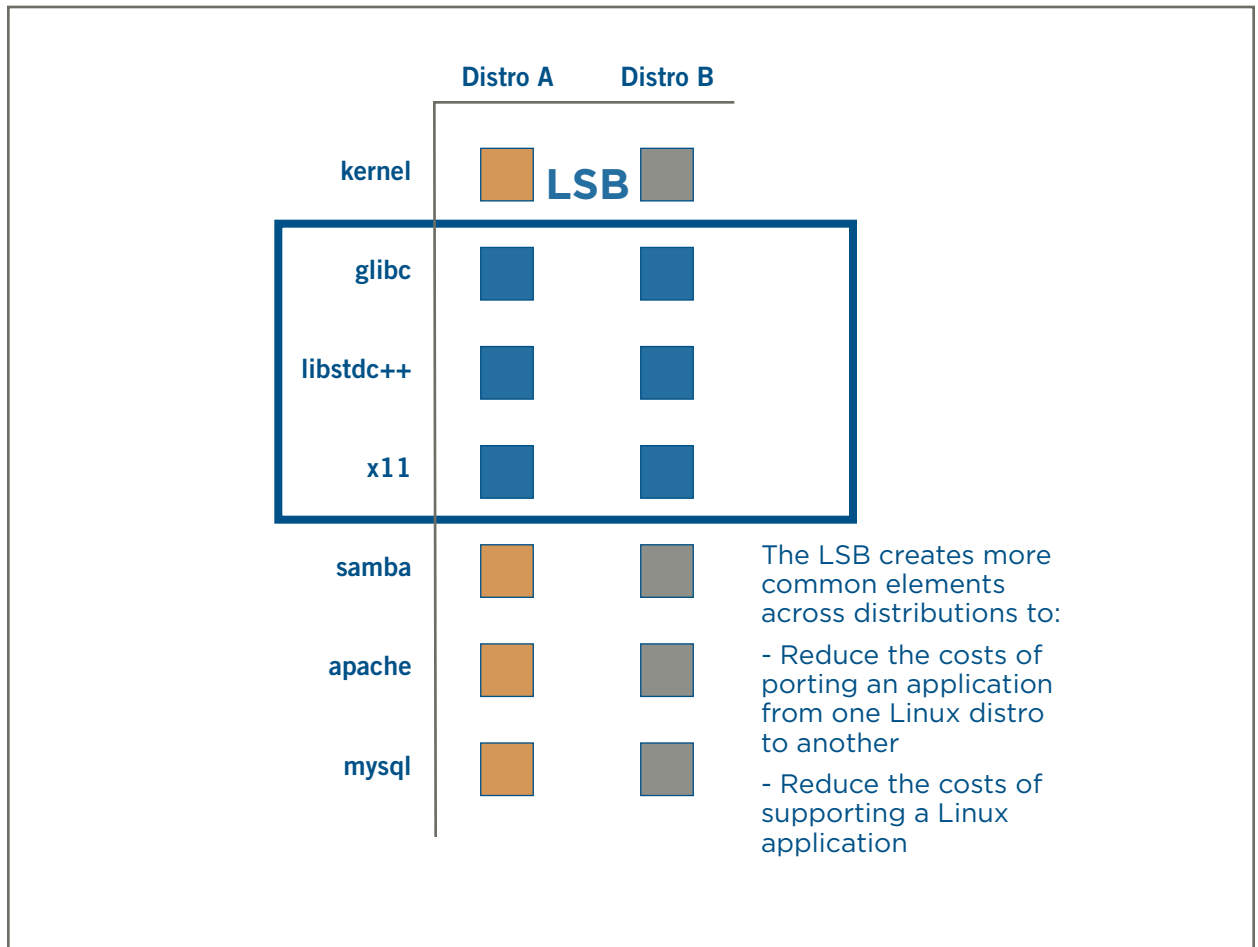 Distro A Distro B
kernel
LSB
glibc
libstdc++
x11
samba
apache
mysql
The LSB creates more
common elements
across distributions to:
- Reduce the costs of
porting an application
from one Linux distro
to another
- Reduce the costs of
supporting a Linux
application